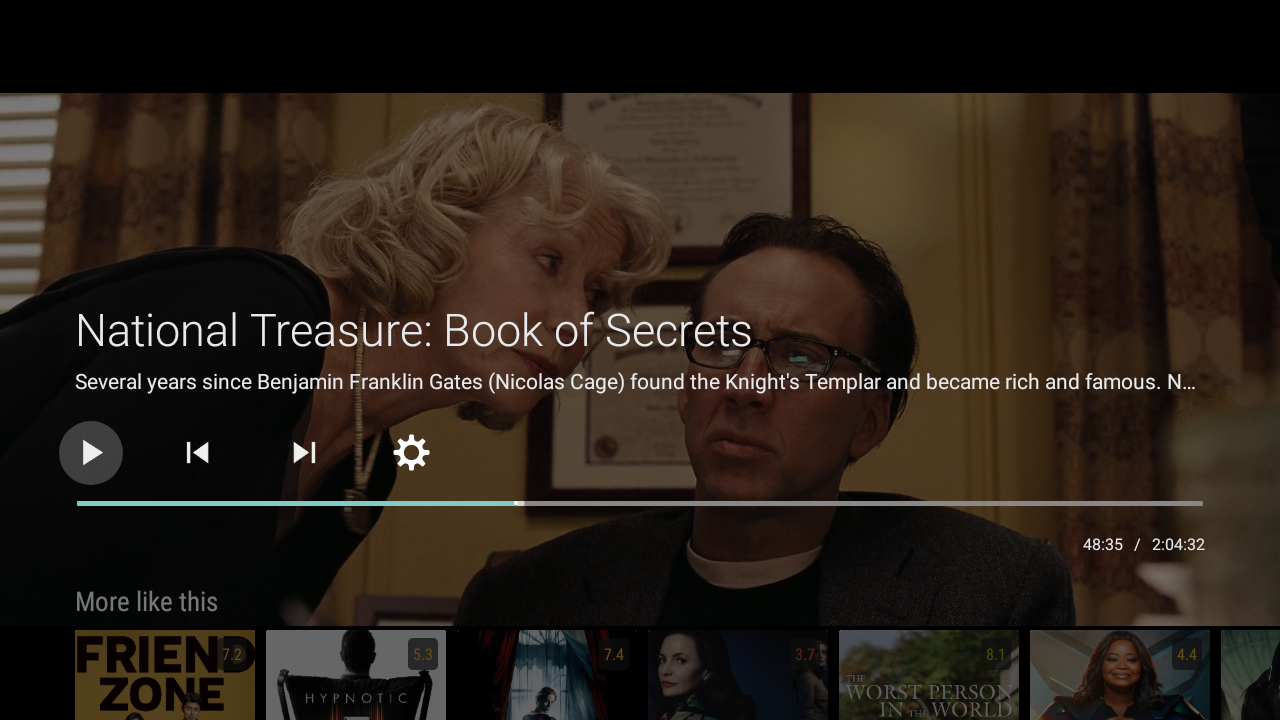 National Treasure: Book of Secrets
Several years since Benjamin Franklin Gates (Nicolas Cage) found the Knight's Templar and became rich and famous. N...
48:35 / 2:04:32
More like this
FRIEND
ZONE
7.2
HYPNOTIC
5.3
7.4
3.7
8.1
THE
WORST PERSON
IN THE WORLD
4.4